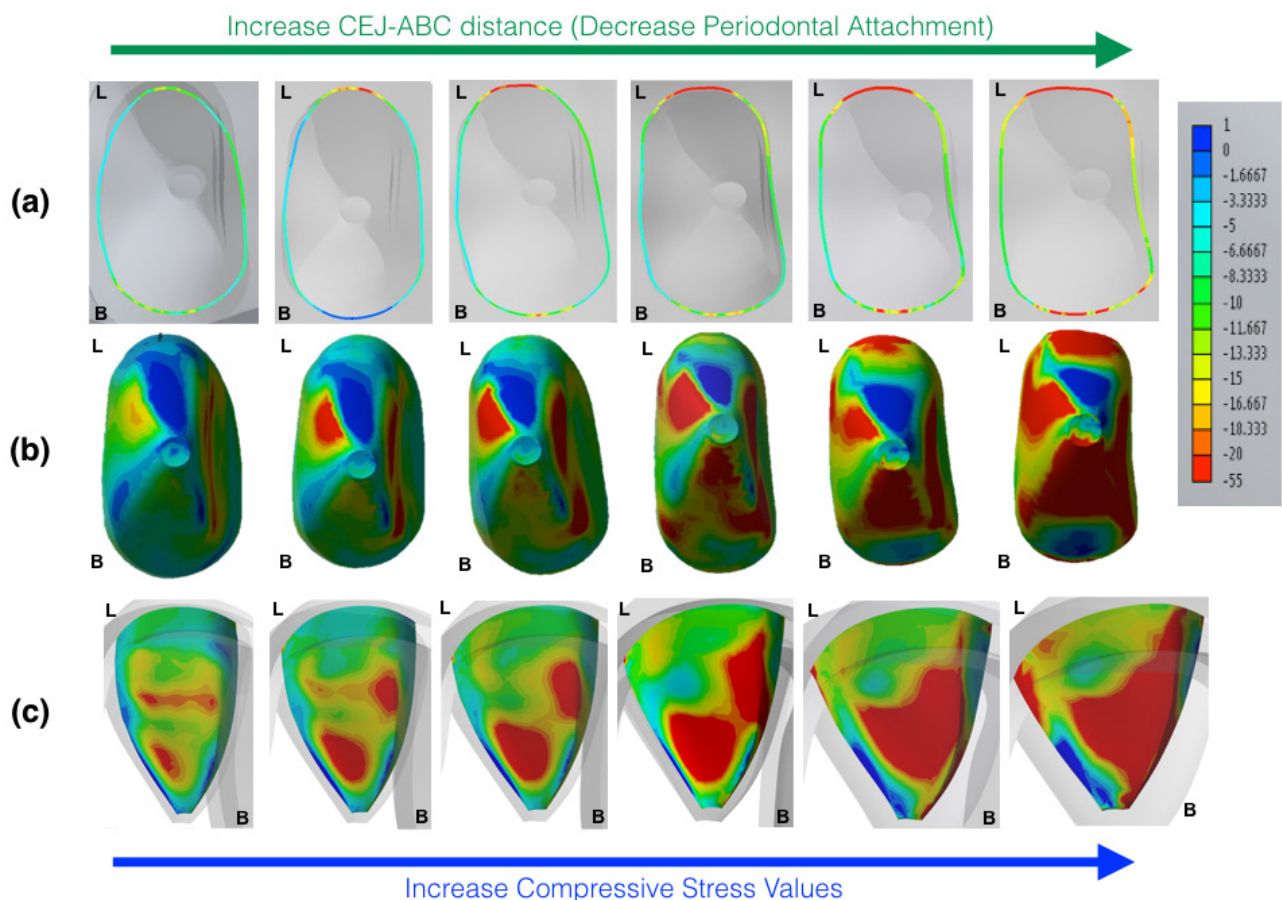 Increase CEJ-ABC distance (Decrease Periodontal Attachment)
L L L L L L
(a)
B B B B B B
1
0
-1.6667
-3.3333
-5
-6.6667
-8.3333
-10
-11.667
-13.333
-15
-16.667
-18.333
-20
-55
L L L L L L
(b)
B B B B B B
L L L L L L
(c)
B B B B B B
Increase Compressive Stress Values